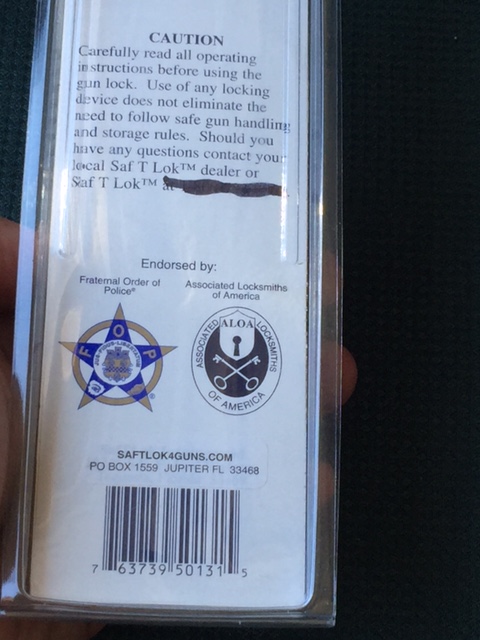 CAUTION
Carefully read all operating
instructions before using the
gun lock. Use of any locking
device does not eliminate the
need to follow safe gun handling
and storage rules. Should you
have any questions contact your
local Saf T Lok™ dealer or
Saf T Lok™ at
Endorsed by:
Fraternal Order of
Police®
Associated Locksmiths
of America
F O P
ALOA
ASSOCIATED LOCKSMITHS
OF AMERICA
SAFTLOK4GUNS.COM
PO BOX 1559 JUPITER FL 33468
7 63739 50131 5